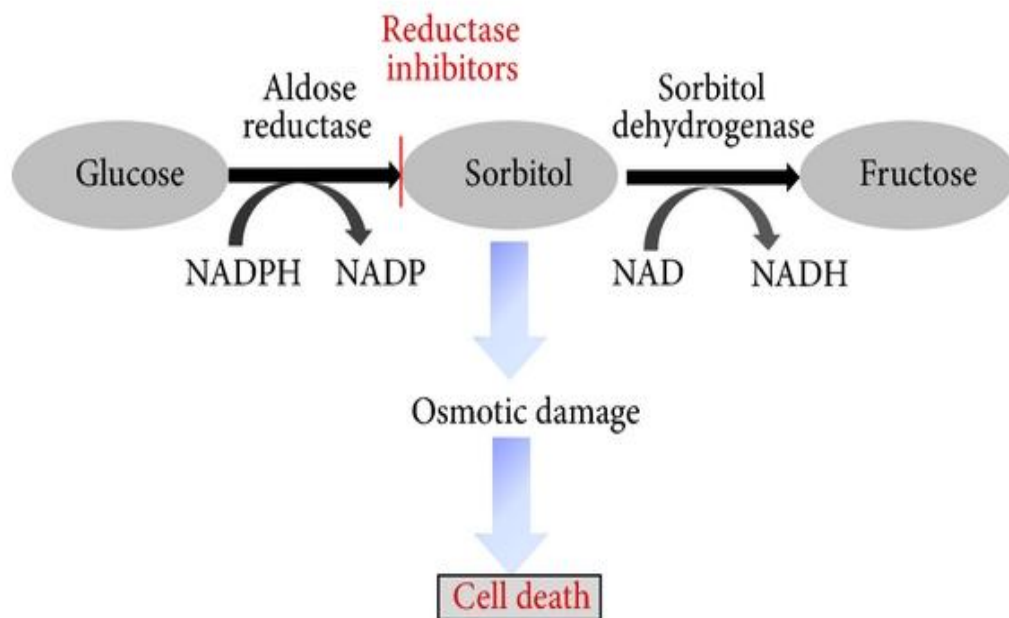 Reductase
inhibitors
Aldose
reductase
Sorbitol
dehydrogenase
Glucose
Sorbitol
Fructose
NADPH
NADP
NAD
NADH
Osmotic damage
Cell death